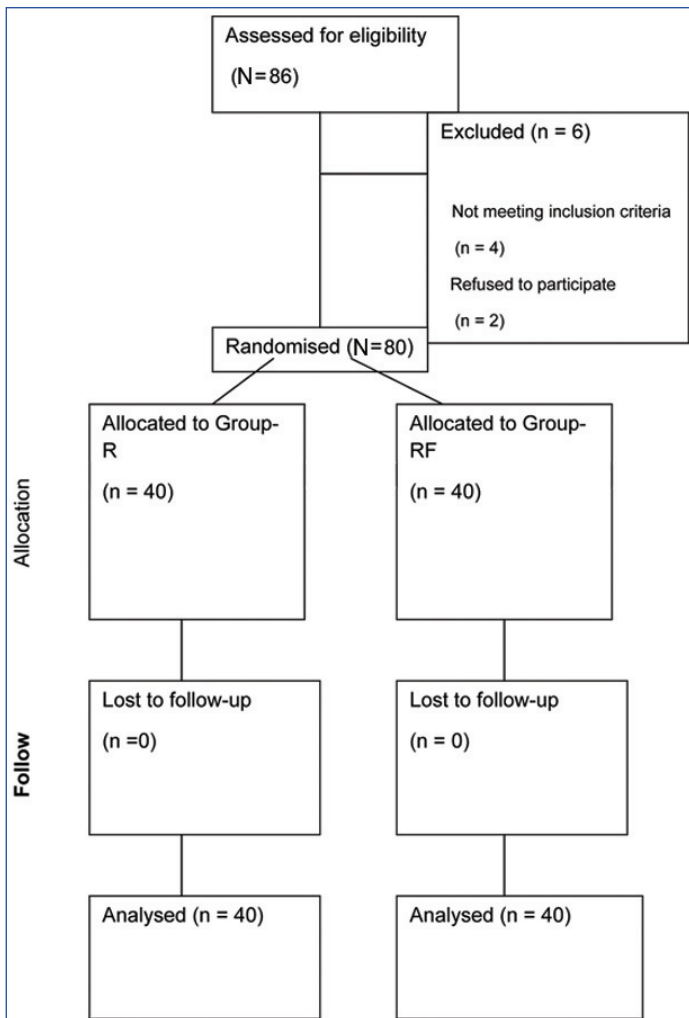 Assessed for eligibility
(N=86)
Excluded (n = 6)
Not meeting inclusion criteria
(n = 4)
Refused to participate
(n = 2)
Randomised (N=80)
Allocation
Allocated to Group-
R
(n = 40)
Allocated to Group-
RF
(n = 40)
Follow
Lost to follow-up
(n =0)
Lost to follow-up
(n = 0)
Analysed (n = 40)
Analysed (n = 40)